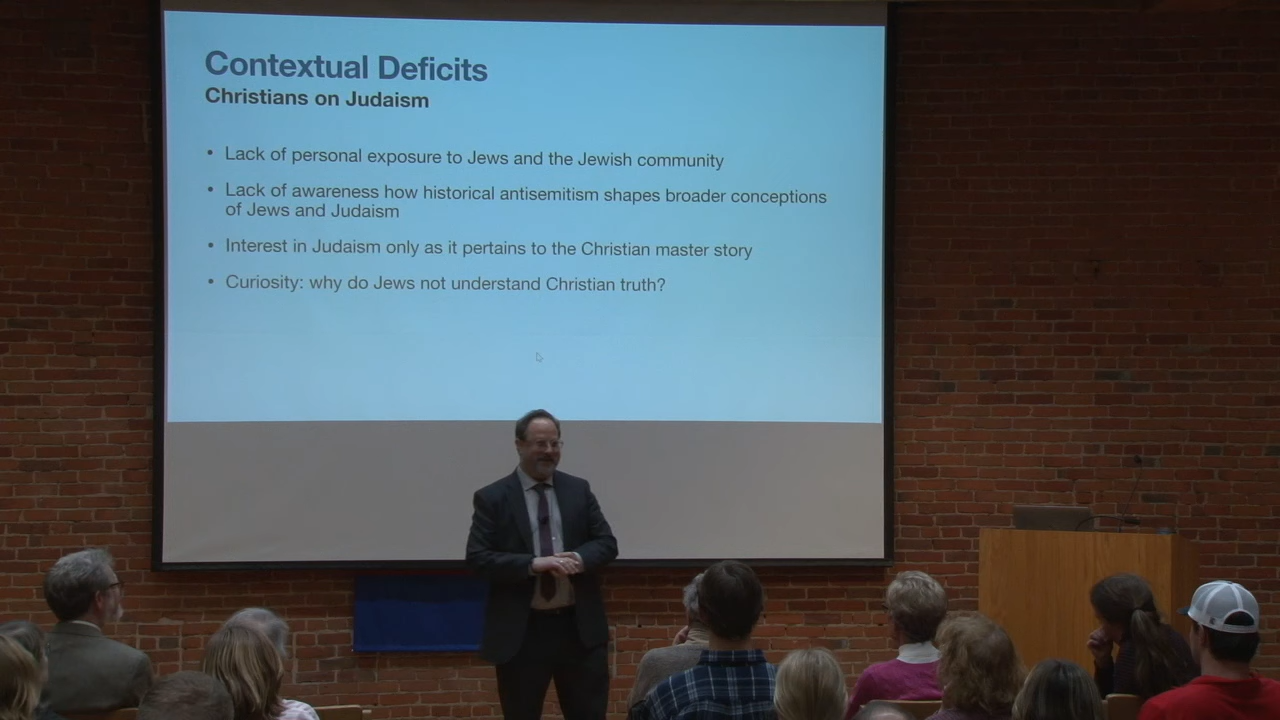 Contextual Deficits
Christians on Judaism
• Lack of personal exposure to Jews and the Jewish community
• Lack of awareness how historical antisemitism shapes broader conceptions
of Jews and Judaism
• Interest in Judaism only as it pertains to the Christian master story
• Curiosity: why do Jews not understand Christian truth?